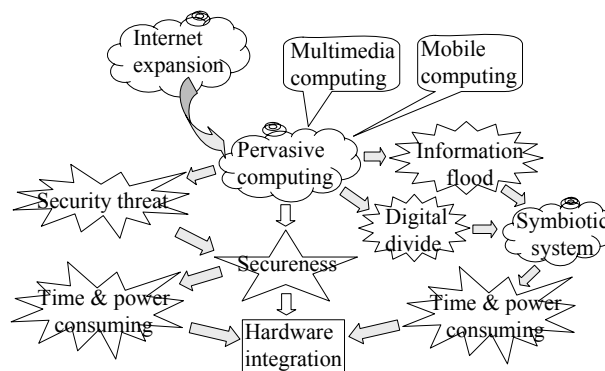 Internet
expansion
Multimedia
computing
Mobile
computing
Pervasive
computing
Information
flood
Security threat
Digital
divide
Symbiotic
system
Secureness
Time & power
consuming
Time & power
consuming
Hardware
integration